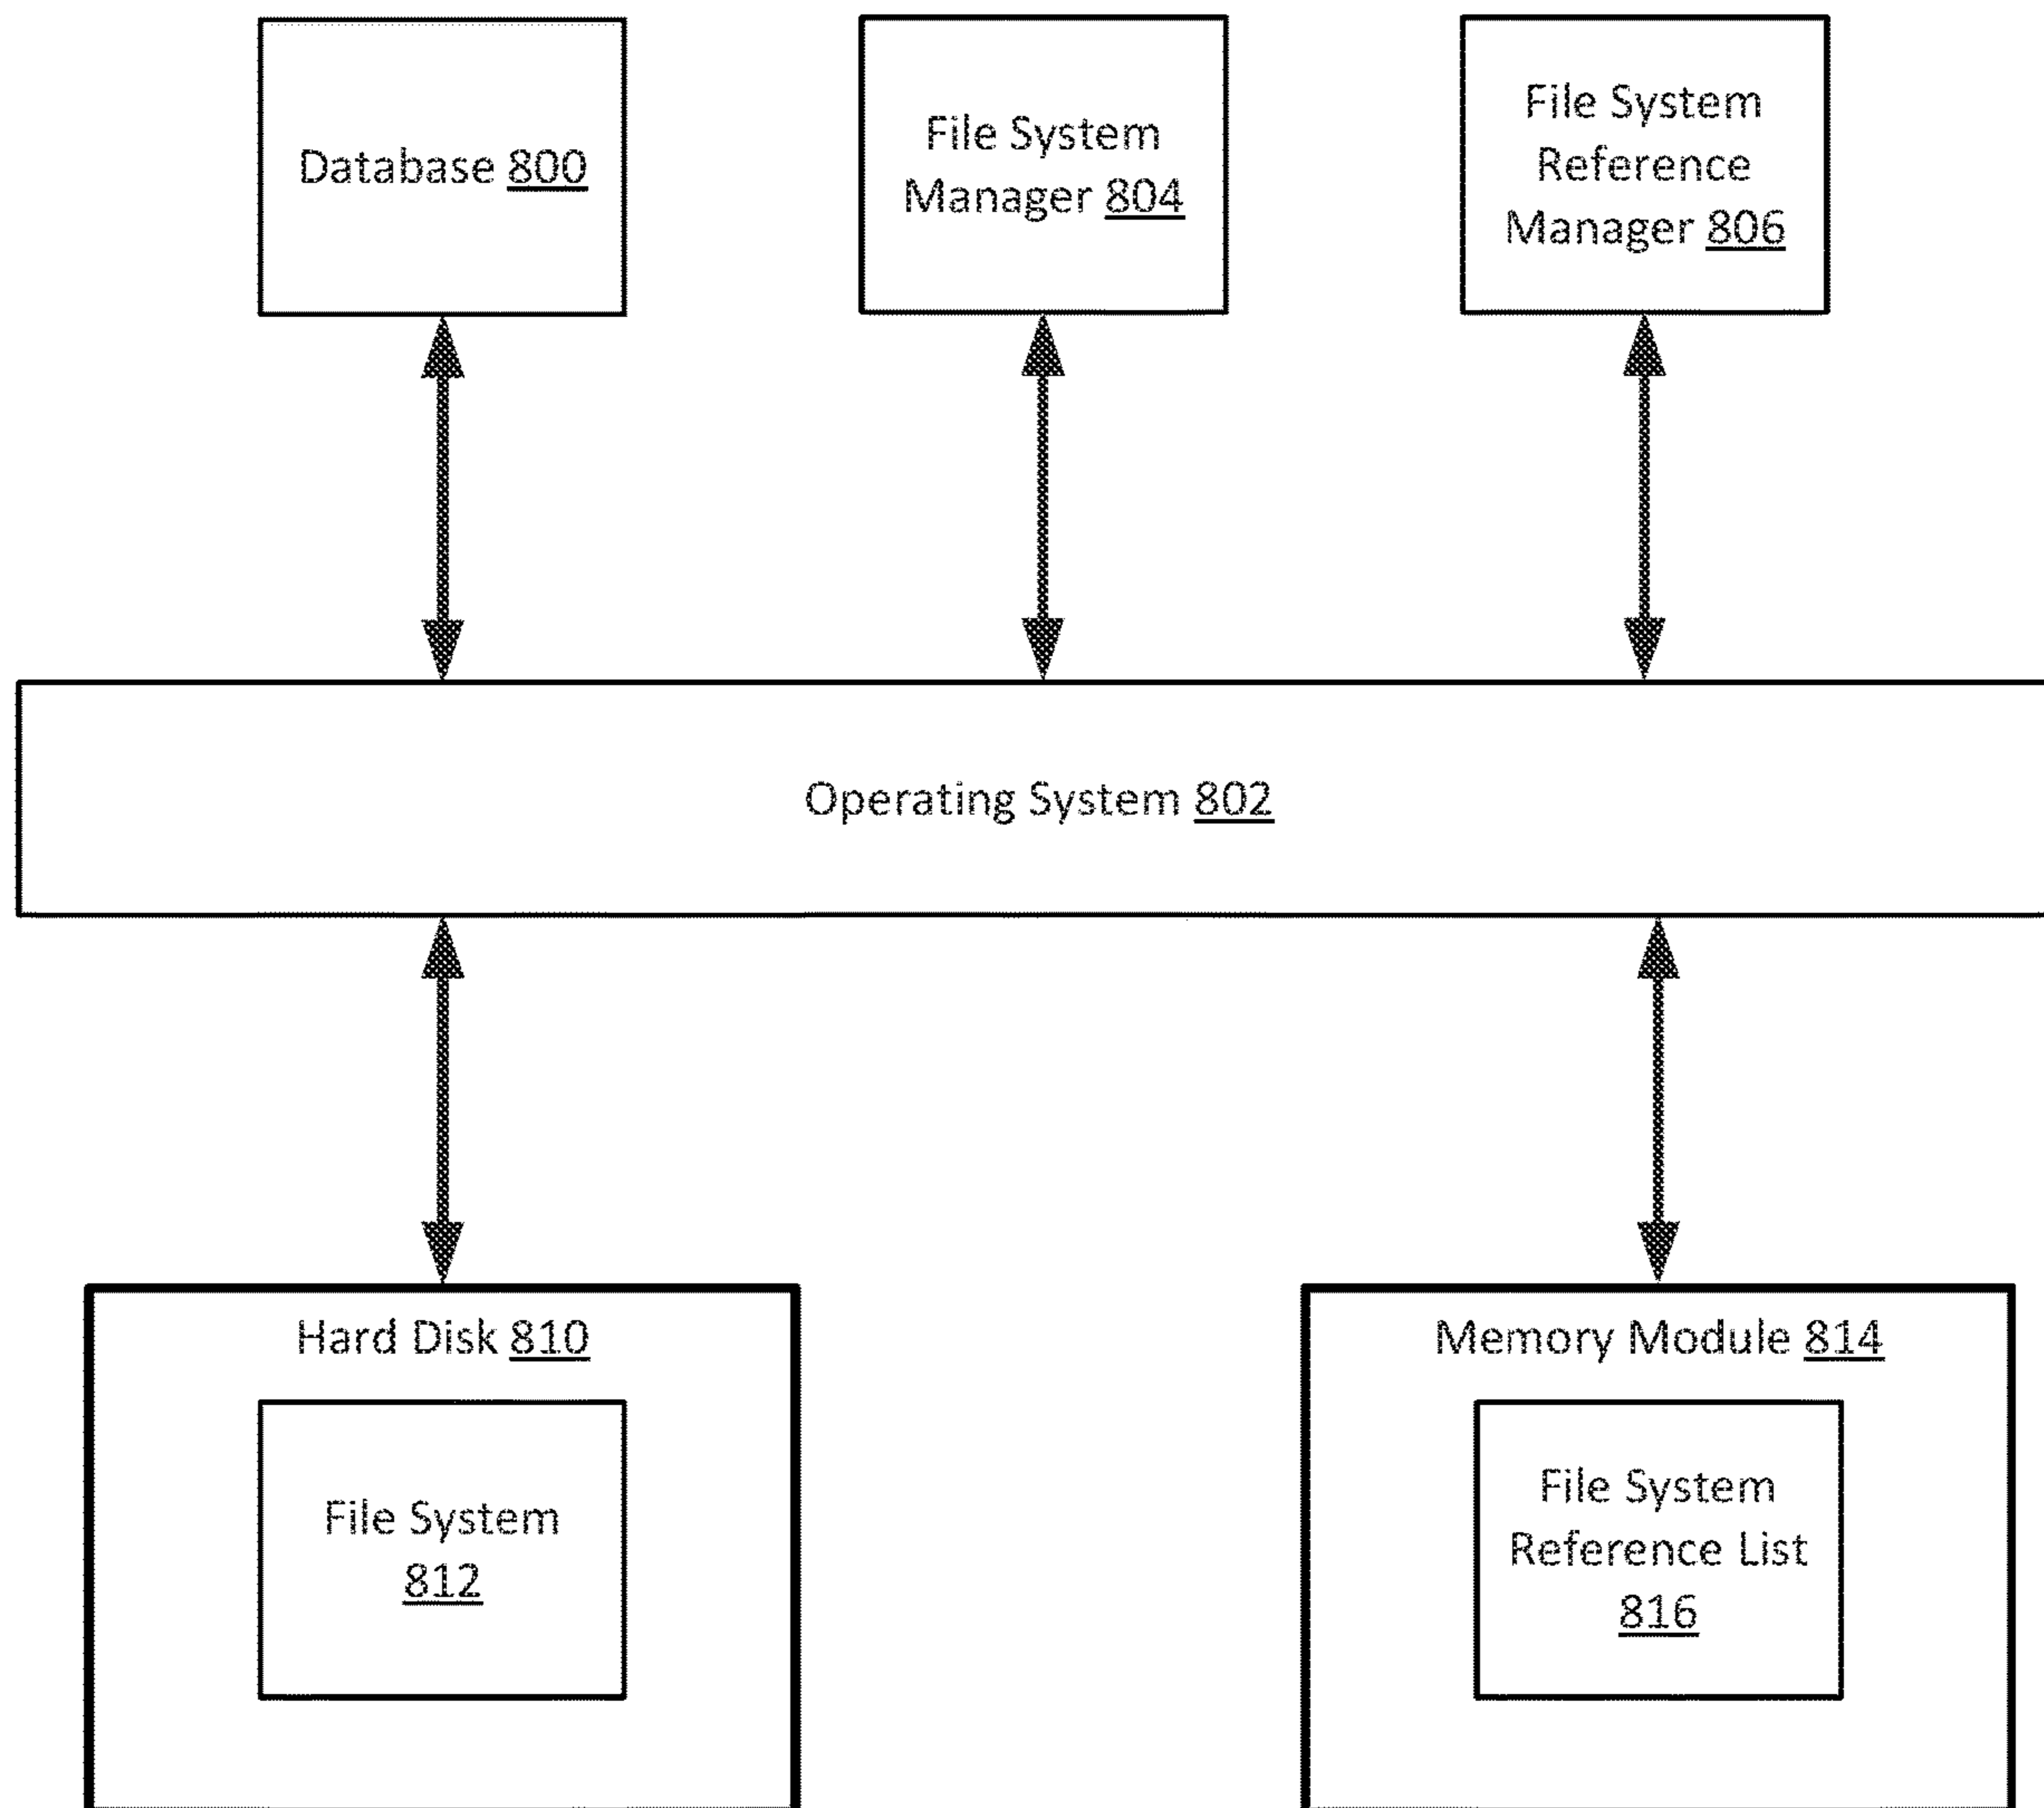 Database 800
File System
Manager 804
File System
Reference
Manager 806
Operating System 802
Hard Disk 810
File System
812
Memory Module 814
File System
Reference List
816